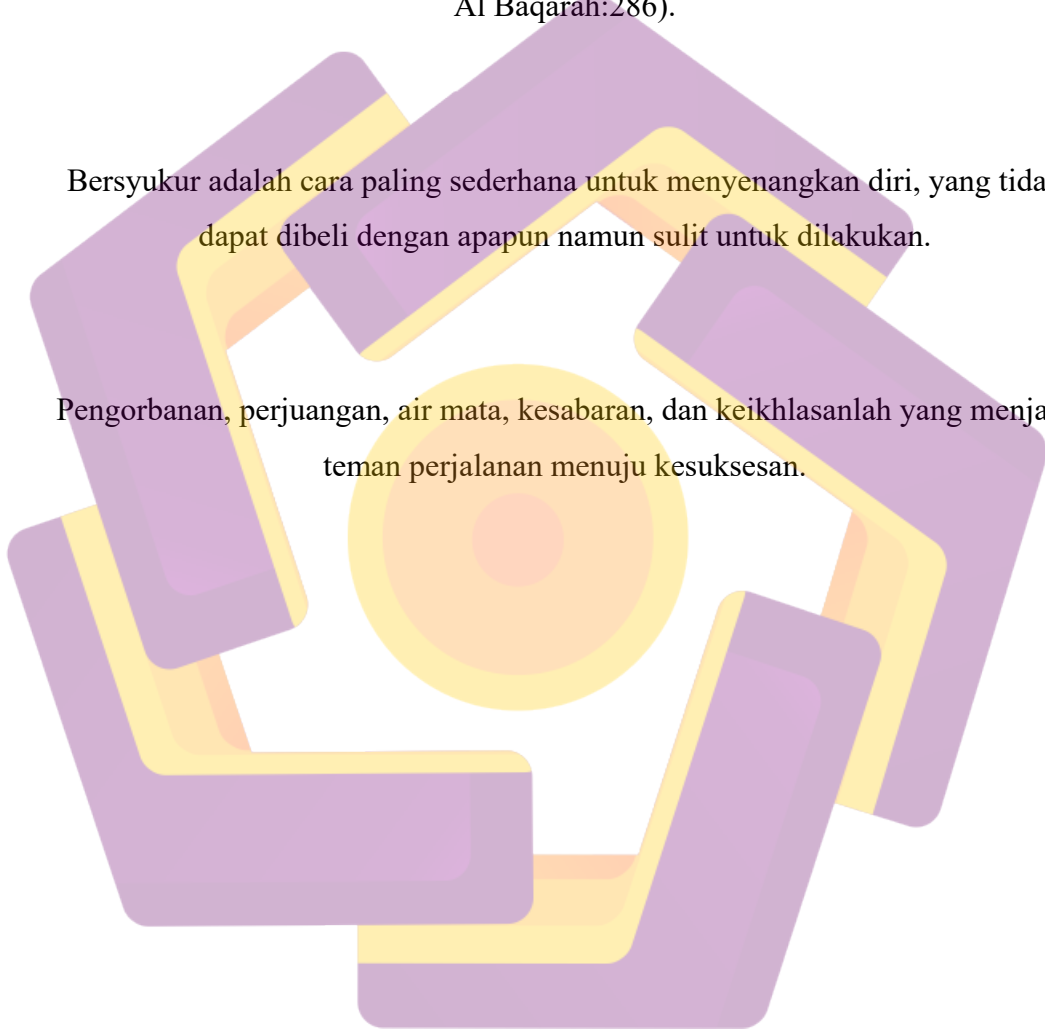 Al Baqarah:286).
Bersyukur adalah cara paling sederhana untuk menyenangkan diri, yang tida
dapat dibeli dengan apapun namun sulit untuk dilakukan.
Pengorbanan, perjuangan, air mata, kesabaran, dan keikhlasanlah yang menja
teman perjalanan menuju kesuksesan.